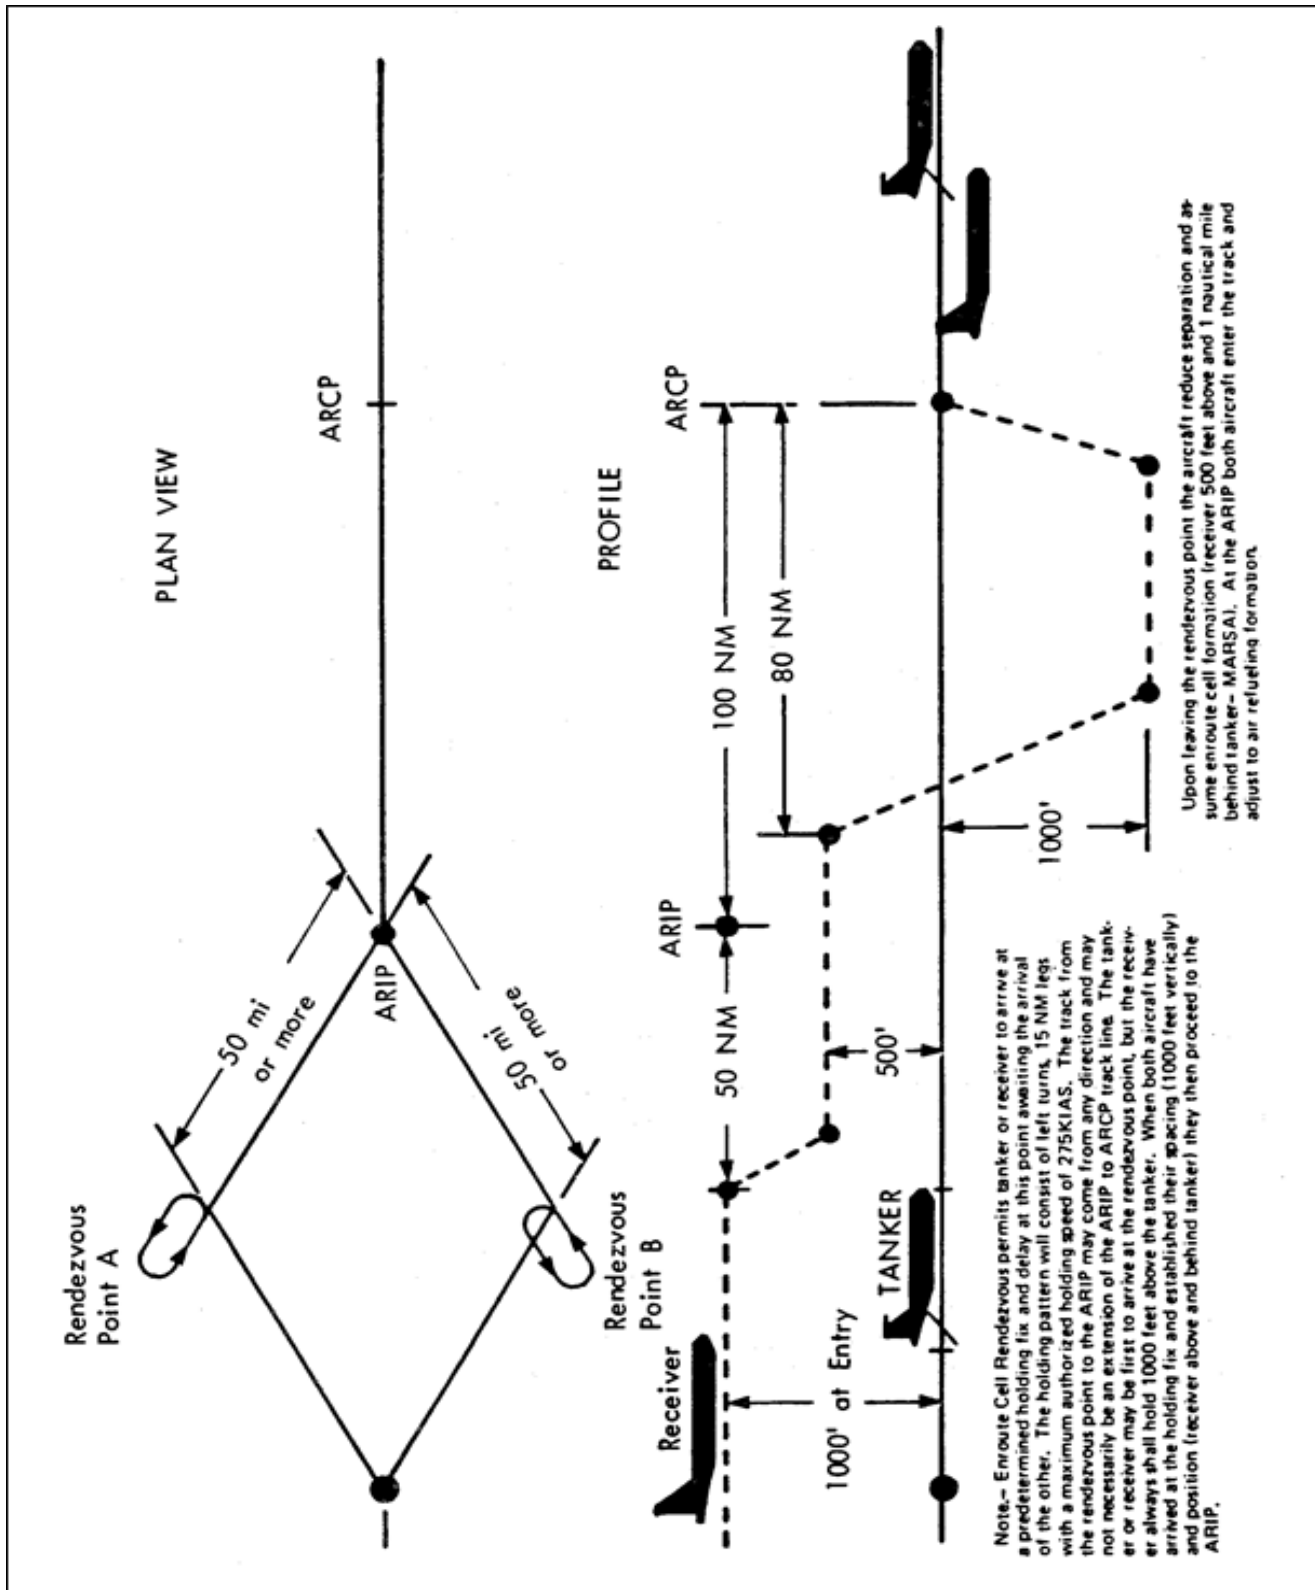 PLAN VIEW
Rendezvous
Point A
50 mi
or more
ARIP
ARCP
50 mi
or more
Rendezvous
Point B
PROFILE
Receiver
ARIP
ARCP
50 NM
100 NM
80 NM
1000' at Entry
500'
TANKER
1000'
Note.– Enroute Cell Rendezvous permits tanker or receiver to arrive at
a predetermined holding fix and delay at this point awaiting the arrival
of the other. The holding pattern will consist of left turns, 15 NM legs
with a maximum authorized holding speed of 275KIAS. The track from
the rendezvous point to the ARIP may come from any direction and may
not necessarily be an extension of the ARIP to ARCP track line. The tank-
er or receiver may be first to arrive at the rendezvous point, but the receiv-
er always shall hold 1000 feet above the tanker. When both aircraft have
arrived at the holding fix and established their spacing (1000 feet vertically)
and position (receiver above and behind tanker) they then proceed to the
ARIP.
Upon leaving the rendezvous point the aircraft reduce separation and as-
sume enroute cell formation (receiver 500 feet above and 1 nautical mile
behind tanker– MARSA). At the ARIP both aircraft enter the track and
adjust to air refueling formation.